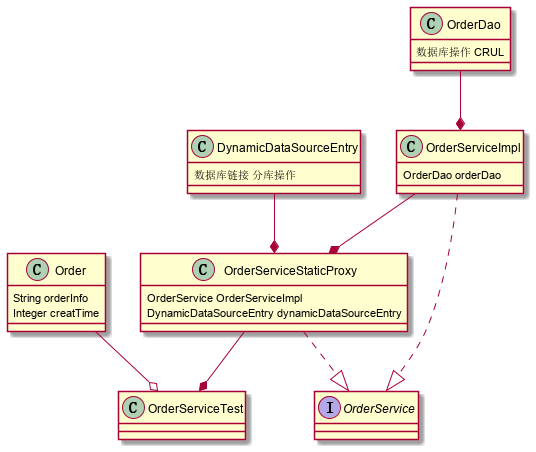 C OrderDao
数据库操作 CRUL
C DynamicDataSourceEntry
数据库链接 分库操作
C OrderServiceImpl
OrderDao orderDao
C Order
String orderInfo
Integer creatTime
C OrderServiceStaticProxy
OrderService OrderServiceImpl
DynamicDataSourceEntry dynamicDataSourceEntry
C OrderServiceTest
I OrderService